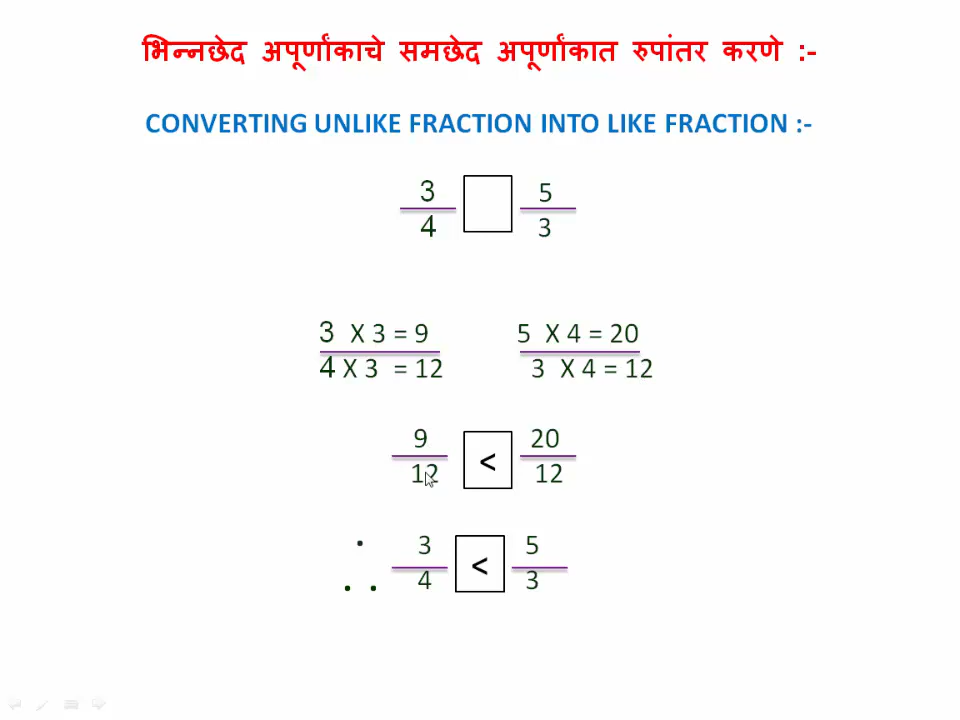 भिन्नछेद अपूर्णांकाचे समछेद अपूर्णांकात रुपांतर करणे :-
CONVERTING UNLIKE FRACTION INTO LIKE FRACTION :-
3 5
4 3
3 X 3 = 9 5 X 4 = 20
4 X 3 = 12 3 X 4 = 12
9 < 20
12 12
∴ 3 < 5
4 3